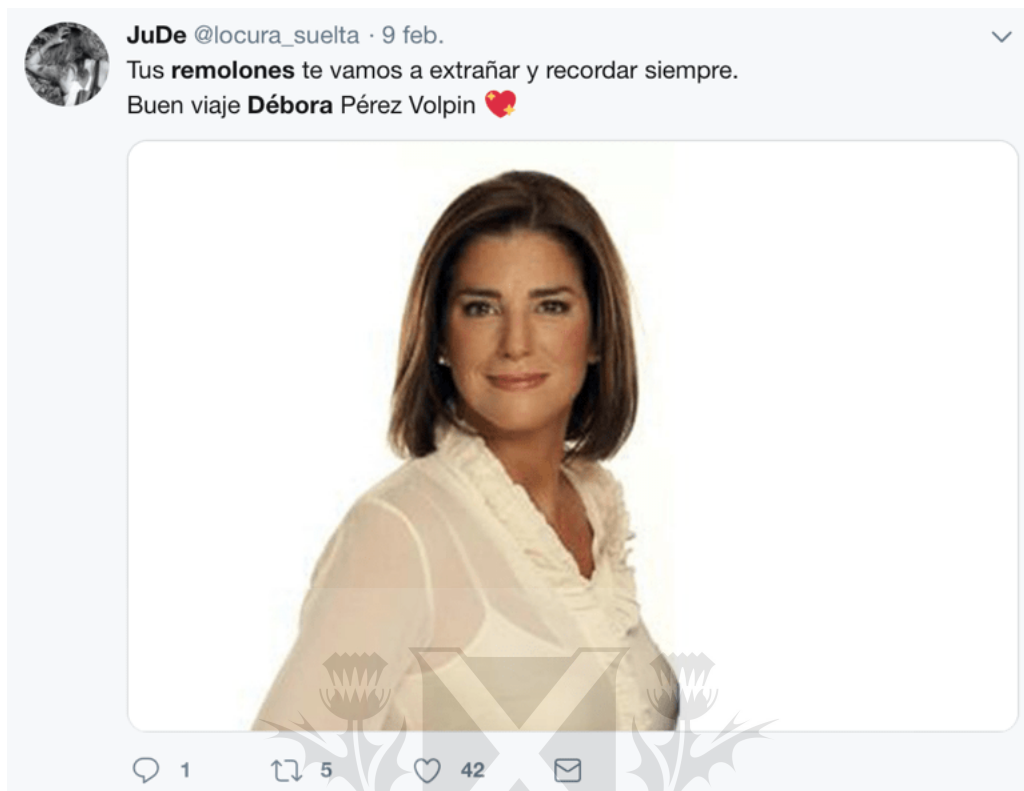 JuDe @locura_suelta · 9 feb.
Tus remolones te vamos a extrañar y recordar siempre.
Buen viaje Débora Pérez Volpin 💖
1 5 42